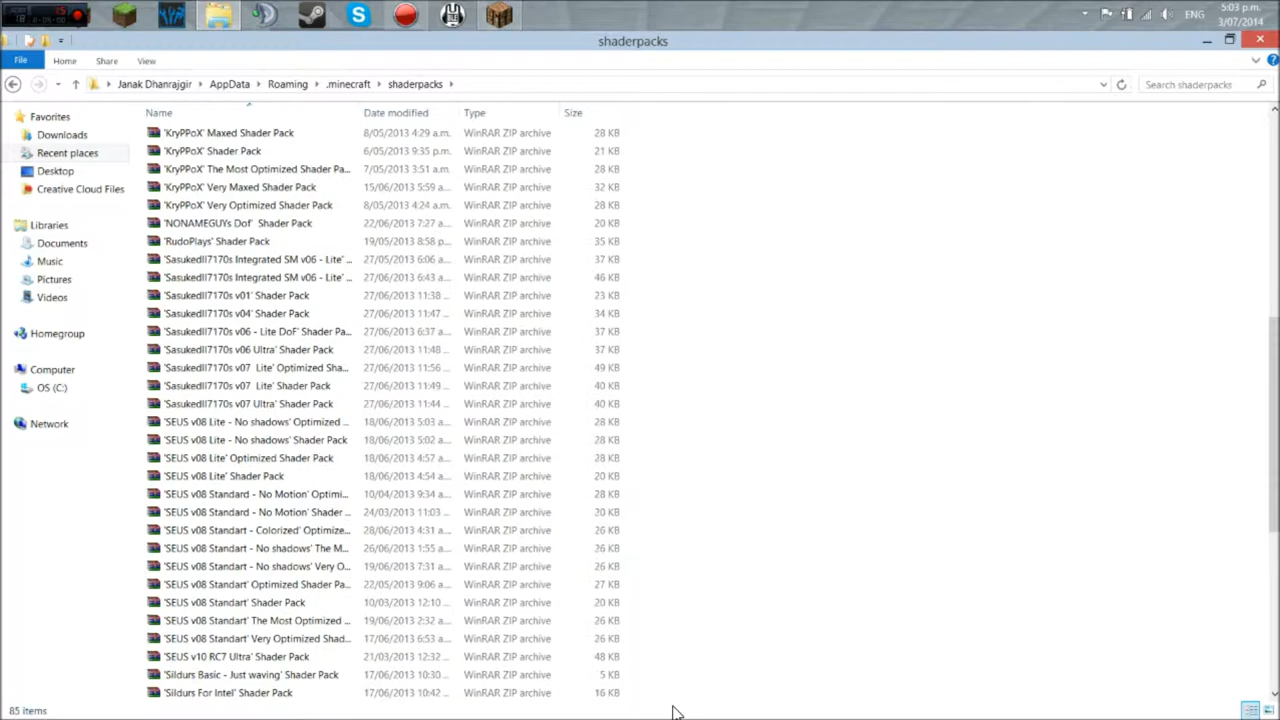 5:03 p.m.
ENG
3/07/2014
shaderpacks
File Home Share View
Janak Dhanrajgir AppData Roaming .minecraft shaderpacks
Search shaderpacks
Name Date modified Type Size
Favorites
Downloads
Recent places
Desktop
Creative Cloud Files
Libraries
Documents
Music
Pictures
Videos
Homegroup
Computer
OS (C:)
Network
'KryPPoX' Maxed Shader Pack 8/05/2013 4:29 a.m. WinRAR ZIP archive 28 KB
'KryPPoX' Shader Pack 6/05/2013 9:35 p.m. WinRAR ZIP archive 21 KB
'KryPPoX' The Most Optimized Shader Pa... 7/05/2013 3:51 a.m. WinRAR ZIP archive 28 KB
'KryPPoX' Very Maxed Shader Pack 15/06/2013 5:59 a... WinRAR ZIP archive 32 KB
'KryPPoX' Very Optimized Shader Pack 8/05/2013 4:24 a.m. WinRAR ZIP archive 28 KB
'NONAMEGUYs Dof' Shader Pack 22/06/2013 7:27 a... WinRAR ZIP archive 20 KB
'RudoPlays' Shader Pack 19/05/2013 8:58 p... WinRAR ZIP archive 35 KB
'Sasukedll7170s Integrated SM v06 - Lite' ... 27/05/2013 6:06 a... WinRAR ZIP archive 37 KB
'Sasukedll7170s Integrated SM v06 - Lite' ... 27/06/2013 6:43 a... WinRAR ZIP archive 46 KB
'Sasukedll7170s v01' Shader Pack 27/06/2013 11:38 ... WinRAR ZIP archive 23 KB
'Sasukedll7170s v04' Shader Pack 27/06/2013 11:47 ... WinRAR ZIP archive 34 KB
'Sasukedll7170s v06 - Lite DoF' Shader Pa... 27/06/2013 6:37 a... WinRAR ZIP archive 37 KB
'Sasukedll7170s v06 Ultra' Shader Pack 27/06/2013 11:48 ... WinRAR ZIP archive 37 KB
'Sasukedll7170s v07 Lite' Optimized Sha... 27/06/2013 11:56 ... WinRAR ZIP archive 49 KB
'Sasukedll7170s v07 Lite' Shader Pack 27/06/2013 11:49 ... WinRAR ZIP archive 40 KB
'Sasukedll7170s v07 Ultra' Shader Pack 27/06/2013 11:44 ... WinRAR ZIP archive 40 KB
'SEUS v08 Lite - No shadows' Optimized ... 18/06/2013 5:03 a... WinRAR ZIP archive 28 KB
'SEUS v08 Lite - No shadows' Shader Pack 18/06/2013 5:02 a... WinRAR ZIP archive 28 KB
'SEUS v08 Lite' Optimized Shader Pack 18/06/2013 4:57 a... WinRAR ZIP archive 28 KB
'SEUS v08 Lite' Shader Pack 18/06/2013 4:54 a... WinRAR ZIP archive 20 KB
'SEUS v08 Standard - No Motion' Optimi... 10/04/2013 9:34 a... WinRAR ZIP archive 28 KB
'SEUS v08 Standard - No Motion' Shader ... 24/03/2013 11:03 ... WinRAR ZIP archive 20 KB
'SEUS v08 Standart - Colorized' Optimize... 28/06/2013 4:31 a... WinRAR ZIP archive 26 KB
'SEUS v08 Standart - No shadows' The M... 26/06/2013 1:55 a... WinRAR ZIP archive 26 KB
'SEUS v08 Standart - No shadows' Very O... 19/06/2013 7:31 a... WinRAR ZIP archive 26 KB
'SEUS v08 Standart' Optimized Shader Pa... 22/05/2013 9:06 a... WinRAR ZIP archive 27 KB
'SEUS v08 Standart' Shader Pack 10/03/2013 12:10 ... WinRAR ZIP archive 20 KB
'SEUS v08 Standart' The Most Optimized ... 19/06/2013 2:32 a... WinRAR ZIP archive 26 KB
'SEUS v08 Standart' Very Optimized Shad... 17/06/2013 6:53 a... WinRAR ZIP archive 26 KB
'SEUS v10 RC7 Ultra' Shader Pack 21/03/2013 12:32 ... WinRAR ZIP archive 48 KB
'Sildurs Basic - Just waving' Shader Pack 17/06/2013 10:30... WinRAR ZIP archive 5 KB
'Sildurs For Intel' Shader Pack 17/06/2013 10:42 ... WinRAR ZIP archive 16 KB
85 items